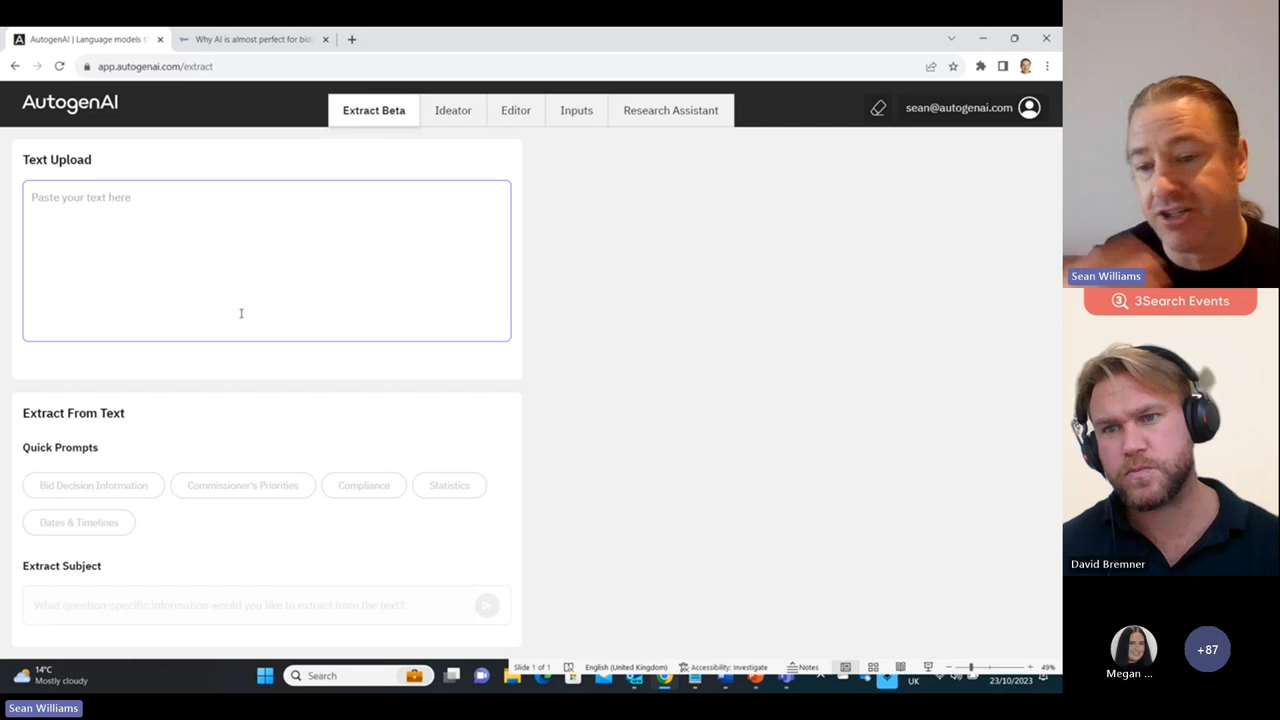 AutogenAI | Language models t
Why AI is almost perfect for bid
app.autogenai.com/extract
AutogenAI
Extract Beta
Ideator
Editor
Inputs
Research Assistant
sean@autogenai.com
Text Upload
Paste your text here
Extract From Text
Quick Prompts
Bid Decision Information
Commissioner's Priorities
Compliance
Statistics
Dates & Timelines
Extract Subject
What question-specific information would you like to extract from the text?
Sean Williams
3Search Events
David Bremner
Megan ...
+87
14°C
Mostly cloudy
Search
Slide 1 of 1
English (United Kingdom)
Accessibility: Investigate
Notes
49%
UK
23/10/2023
Sean Williams